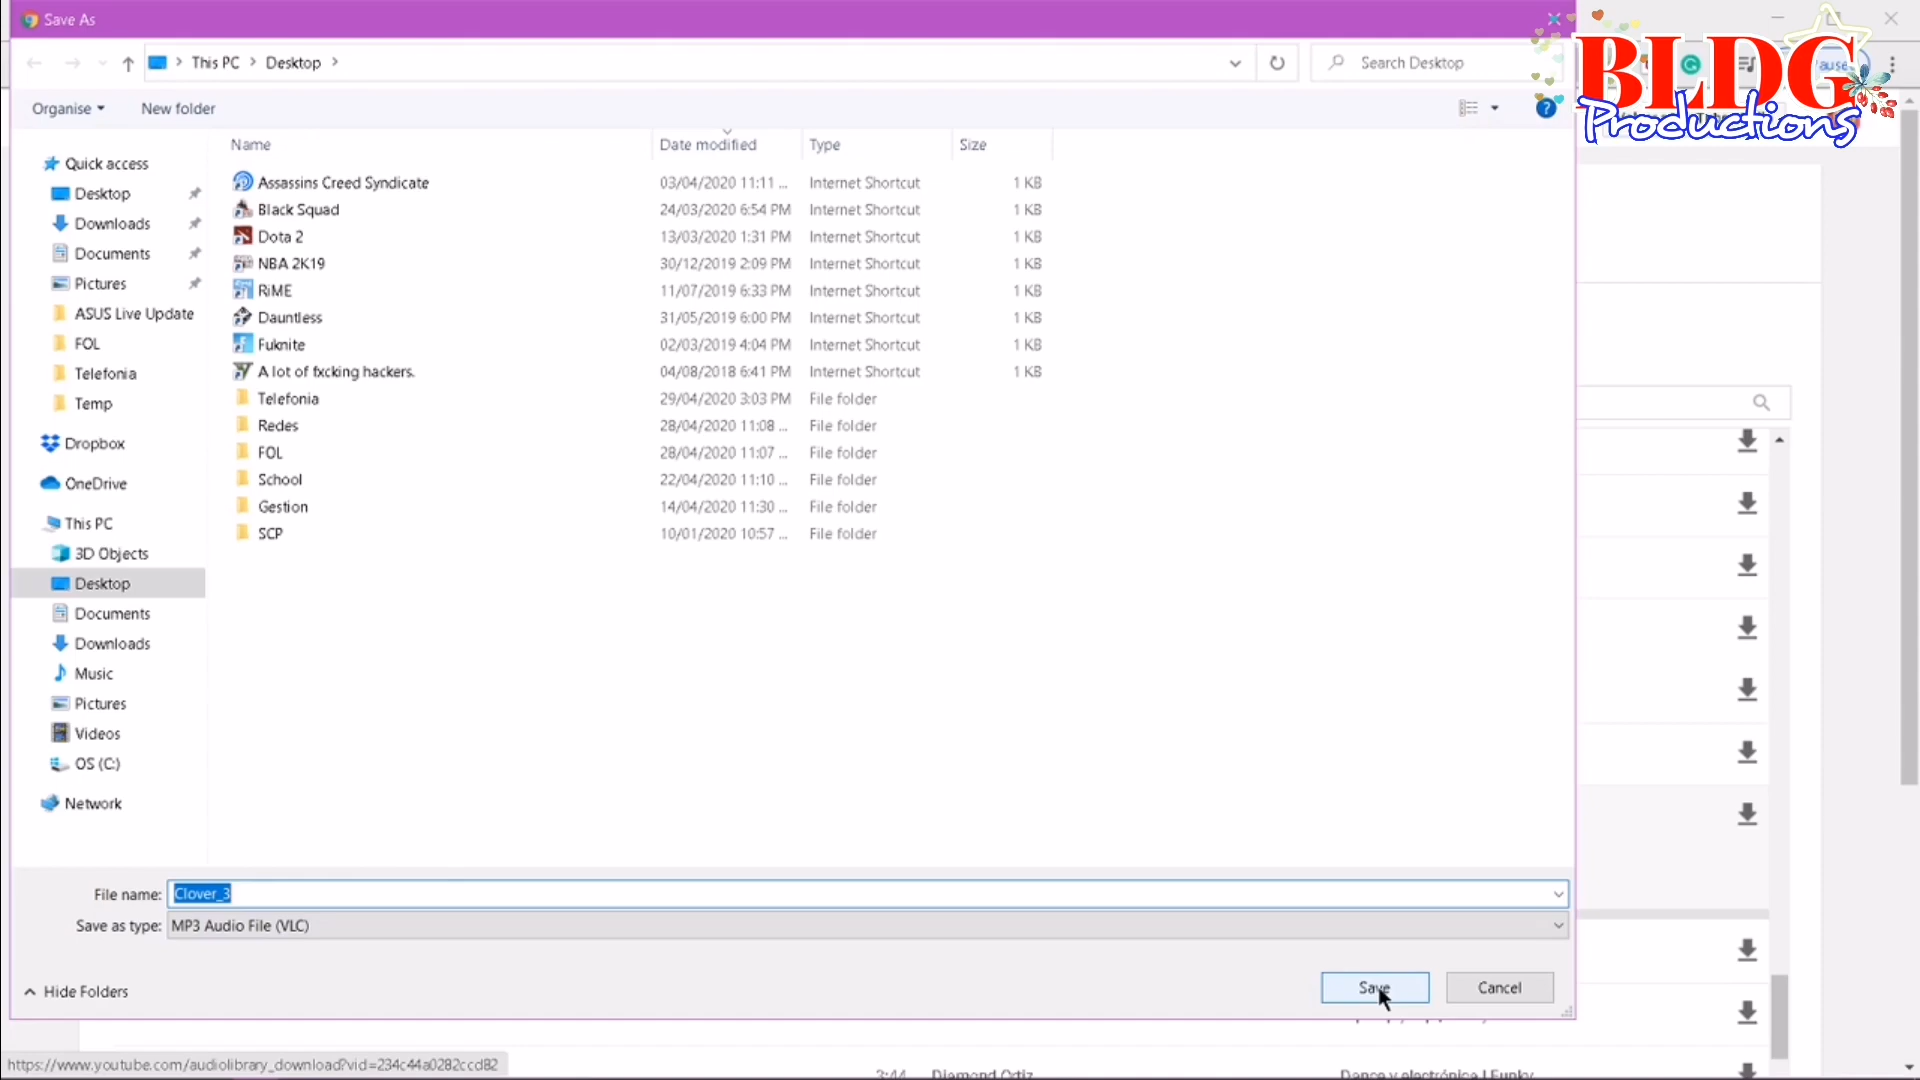 Save As
BLDG
Productions
This PC > Desktop >
Search Desktop
Organise
New folder
Name
Date modified
Type
Size
Quick access
Desktop
Downloads
Documents
Pictures
ASUS Live Update
FOL
Telefonia
Temp
Dropbox
OneDrive
This PC
3D Objects
Desktop
Documents
Downloads
Music
Pictures
Videos
OS (C:)
Network
Assassins Creed Syndicate 03/04/2020 11:11 ... Internet Shortcut 1 KB
Black Squad 24/03/2020 6:54 PM Internet Shortcut 1 KB
Dota 2 13/03/2020 1:31 PM Internet Shortcut 1 KB
NBA 2K19 30/12/2019 2:09 PM Internet Shortcut 1 KB
RiME 11/07/2019 6:33 PM Internet Shortcut 1 KB
Dauntless 31/05/2019 6:00 PM Internet Shortcut 1 KB
Fuknite 02/03/2019 4:04 PM Internet Shortcut 1 KB
A lot of fxcking hackers. 04/08/2018 6:41 PM Internet Shortcut 1 KB
Telefonia 29/04/2020 3:03 PM File folder
Redes 28/04/2020 11:08 ... File folder
FOL 28/04/2020 11:07 ... File folder
School 22/04/2020 11:10 ... File folder
Gestion 14/04/2020 11:30 ... File folder
SCP 10/01/2020 10:57 ... File folder
File name: Clover_3
Save as type: MP3 Audio File (VLC)
Hide Folders
Save
Cancel
https://www.youtube.com/audiolibrary_download?vid=234c44a0282ccd82
3:44 Diamond Ortiz Dance y electrónica | Funky